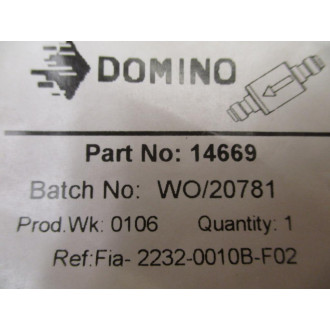 DOMINO
Part No: 14669
Batch No: WO/20781
Prod.Wk: 0106 Quantity: 1
Ref:Fia- 2232-0010B-F02